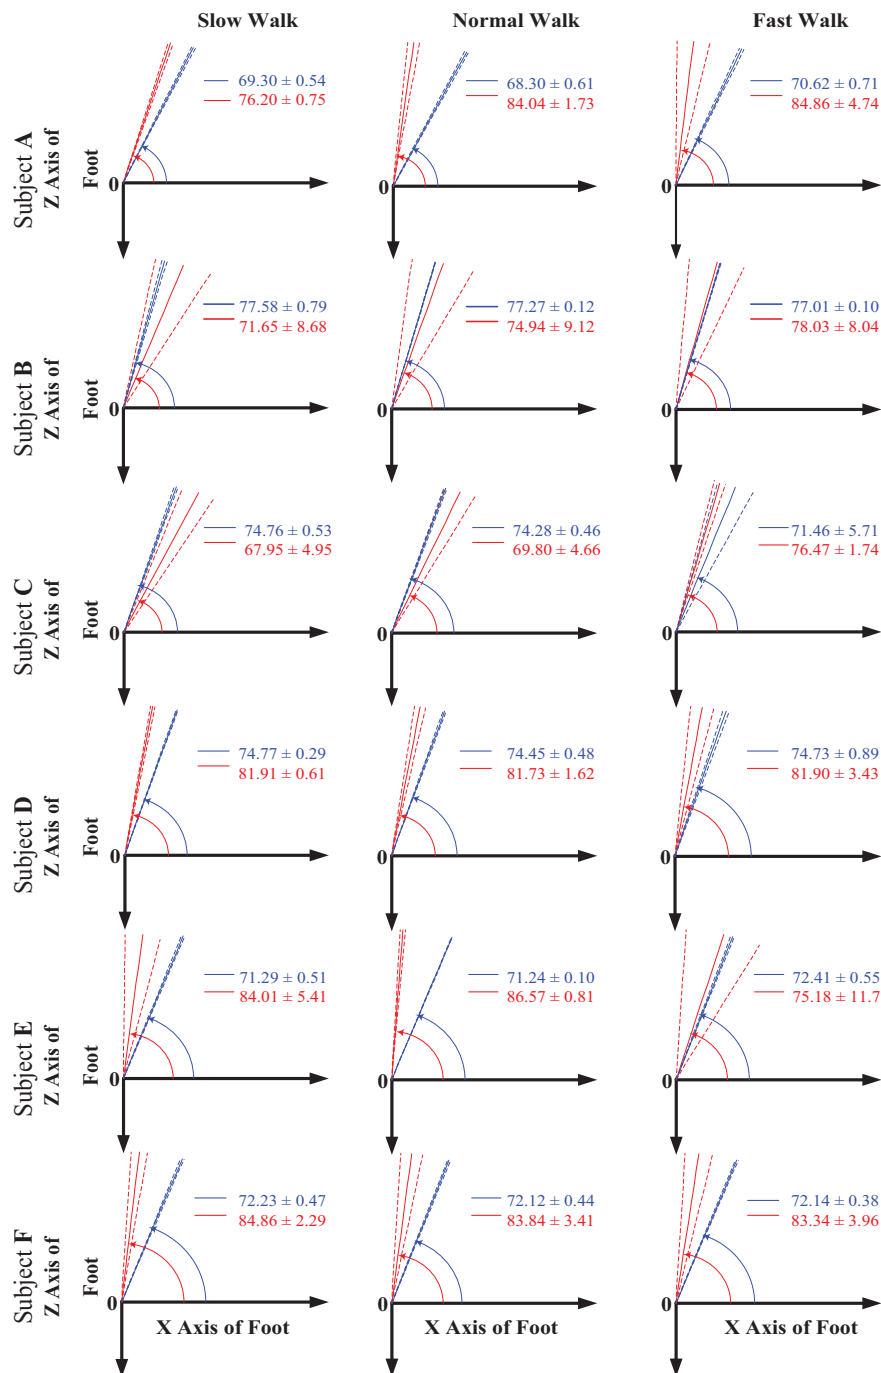 Slow Walk Normal Walk Fast Walk
Subject A
Z Axis of
Foot
69.30 ± 0.54
76.20 ± 0.75
0
68.30 ± 0.61
84.04 ± 1.73
0
70.62 ± 0.71
84.86 ± 4.74
0
Subject B
Z Axis of
Foot
77.58 ± 0.79
71.65 ± 8.68
0
77.27 ± 0.12
74.94 ± 9.12
0
77.01 ± 0.10
78.03 ± 8.04
0
Subject C
Z Axis of
Foot
74.76 ± 0.53
67.95 ± 4.95
0
74.28 ± 0.46
69.80 ± 4.66
0
71.46 ± 5.71
76.47 ± 1.74
0
Subject D
Z Axis of
Foot
74.77 ± 0.29
81.91 ± 0.61
0
74.45 ± 0.48
81.73 ± 1.62
0
74.73 ± 0.89
81.90 ± 3.43
0
Subject E
Z Axis of
Foot
71.29 ± 0.51
84.01 ± 5.41
0
71.24 ± 0.10
86.57 ± 0.81
0
72.41 ± 0.55
75.18 ± 11.7
0
Subject F
Z Axis of
Foot
72.23 ± 0.47
84.86 ± 2.29
0
72.12 ± 0.44
83.84 ± 3.41
0
72.14 ± 0.38
83.34 ± 3.96
0
X Axis of Foot X Axis of Foot X Axis of Foot